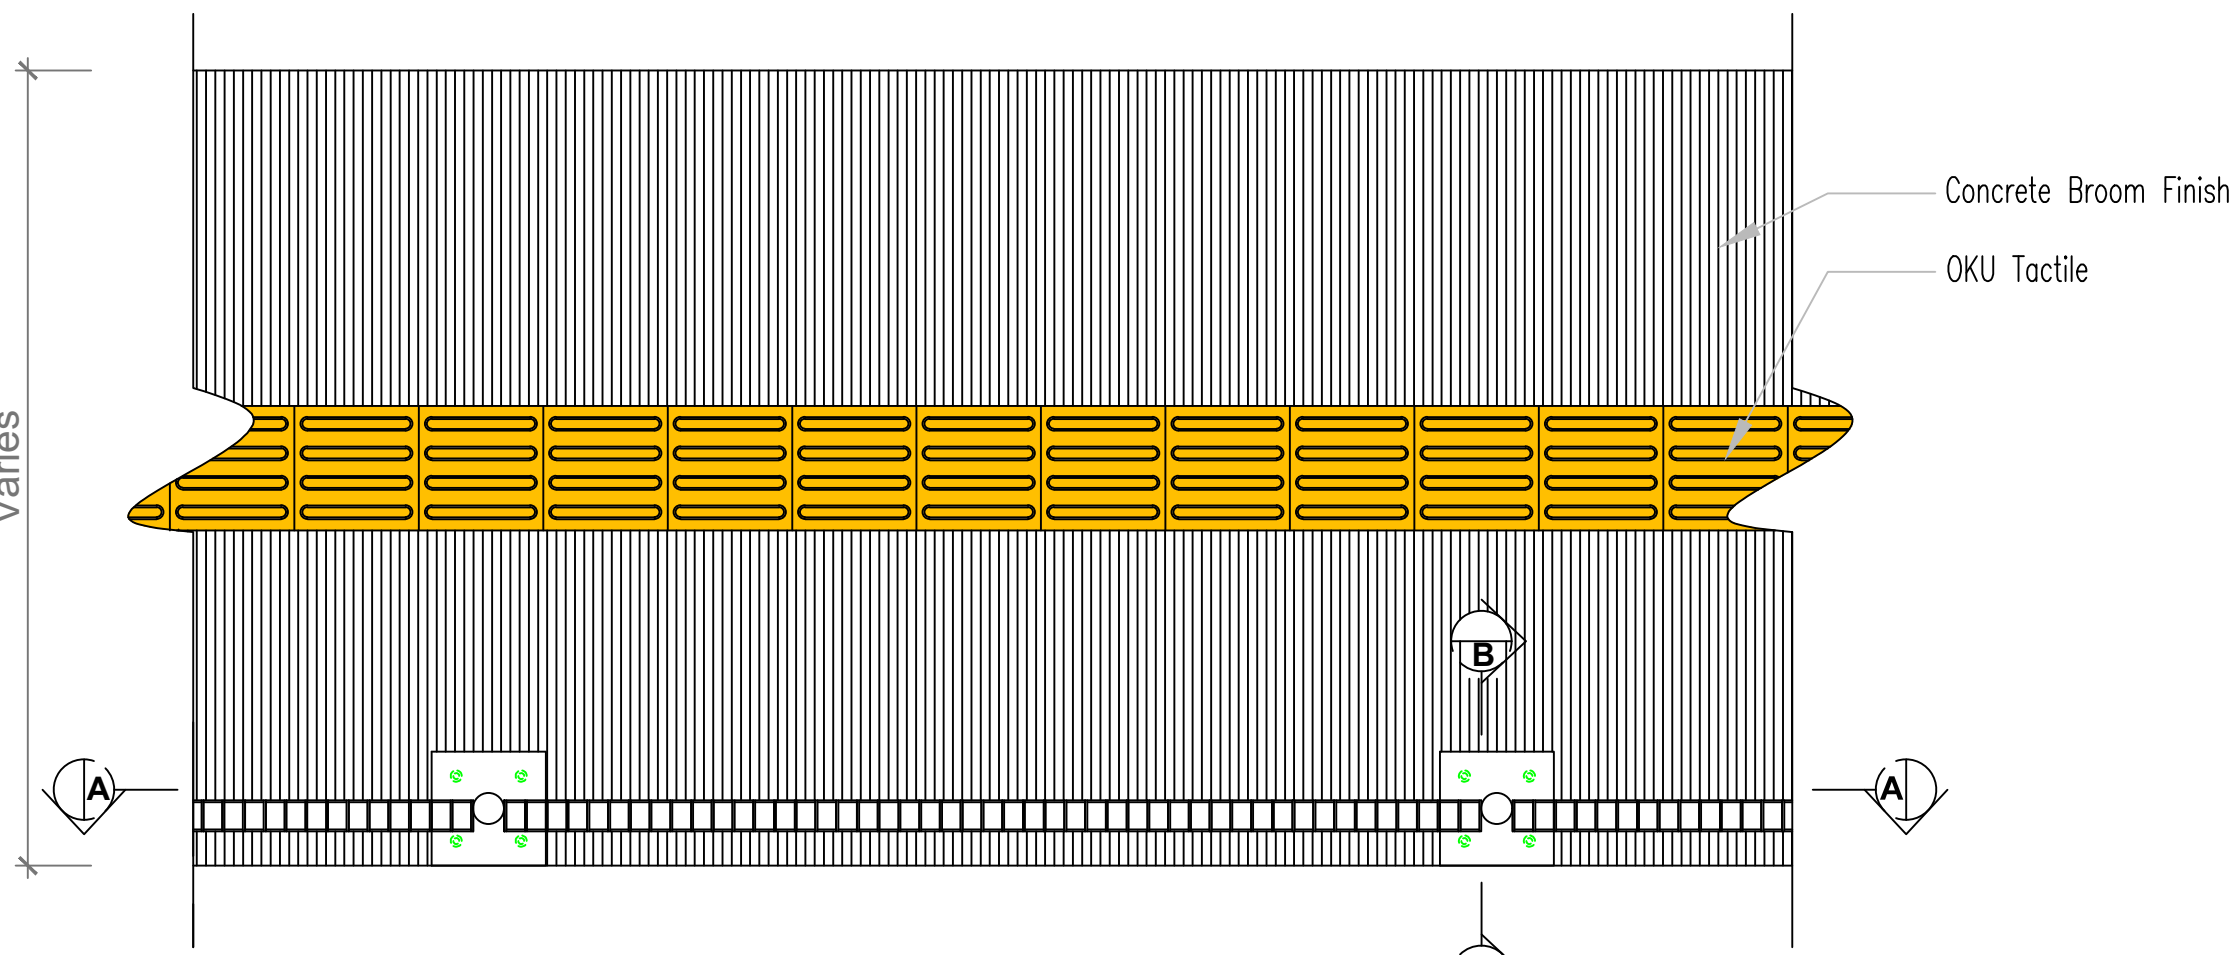 Concrete Broom Finish
OKU Tactile
Varies
B
A
A